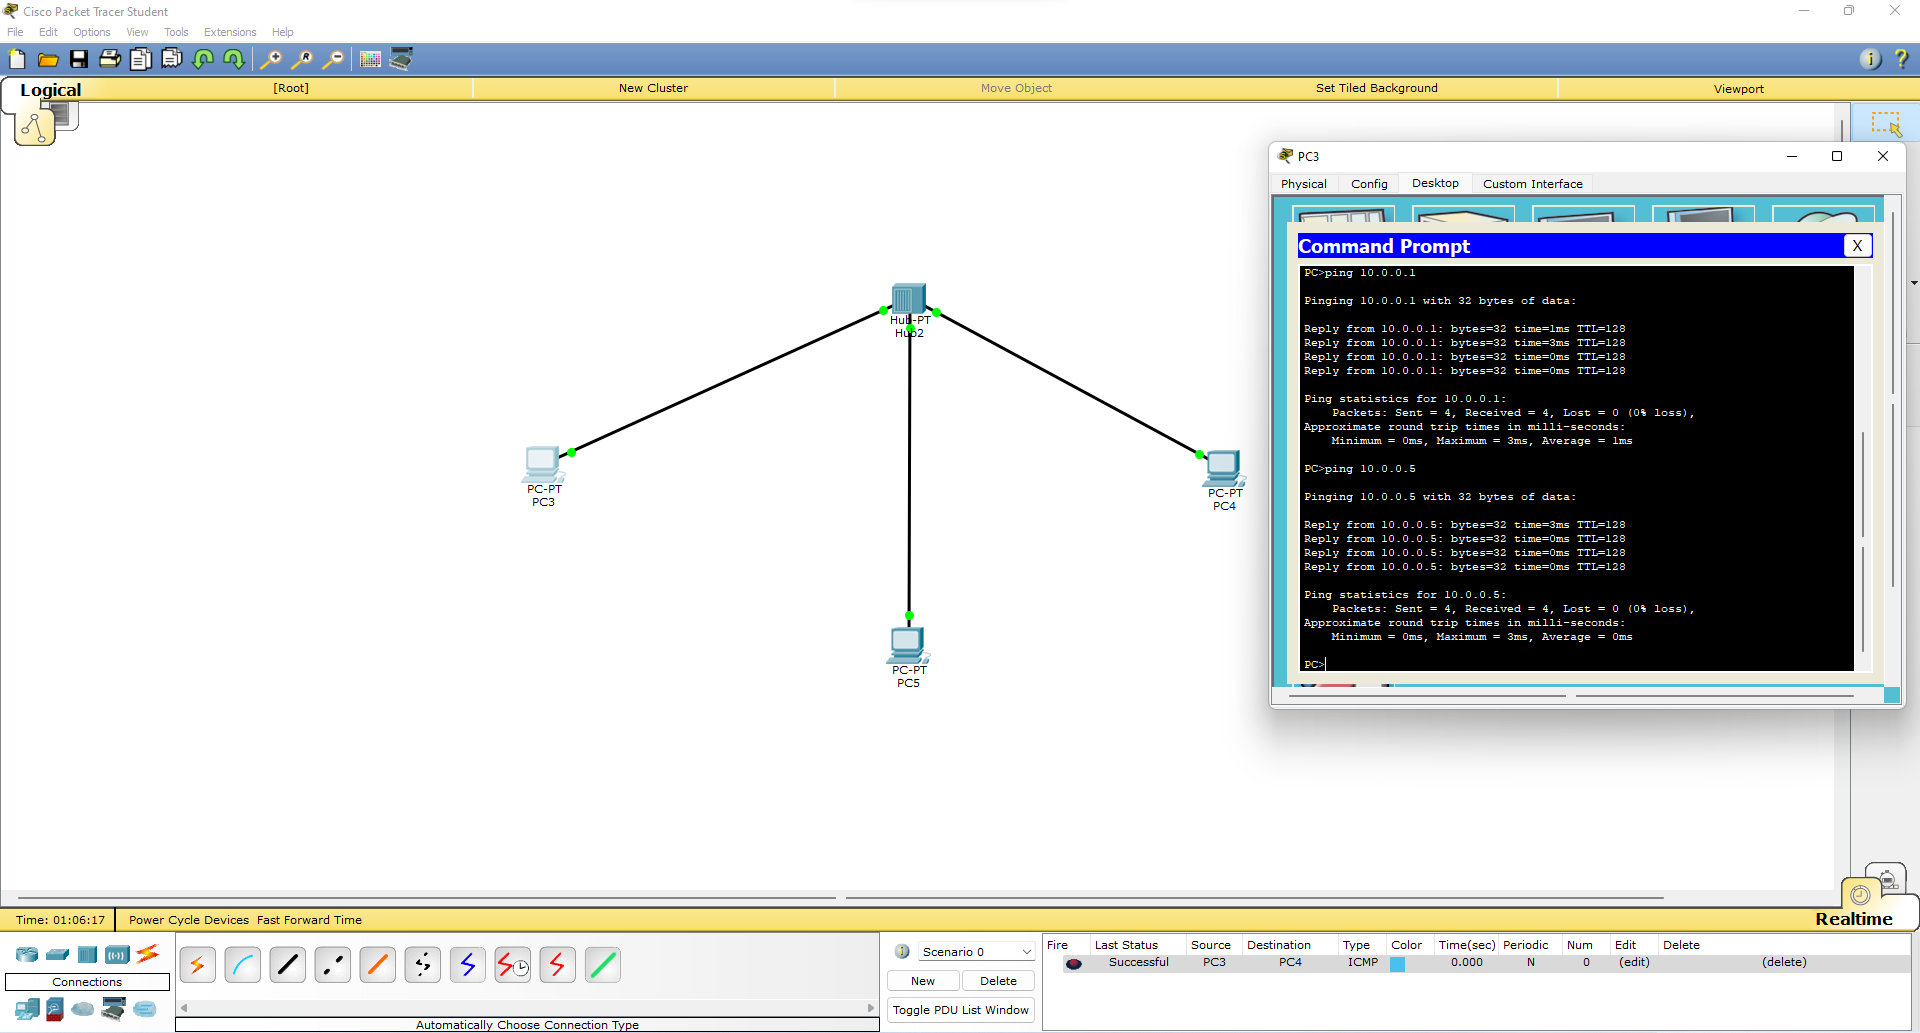 Cisco Packet Tracer Student
File Edit Options View Tools Extensions Help
Logical
[Root]
New Cluster
Move Object
Set Tiled Background
Viewport
Hub-PT
Hub2
PC-PT
PC3
PC-PT
PC4
PC-PT
PC5
PC3
Physical Config Desktop Custom Interface
Command Prompt
X
PC>ping 10.0.0.1
Pinging 10.0.0.1 with 32 bytes of data:
Reply from 10.0.0.1: bytes=32 time=1ms TTL=128
Reply from 10.0.0.1: bytes=32 time=3ms TTL=128
Reply from 10.0.0.1: bytes=32 time=0ms TTL=128
Reply from 10.0.0.1: bytes=32 time=0ms TTL=128
Ping statistics for 10.0.0.1:
Packets: Sent = 4, Received = 4, Lost = 0 (0% loss),
Approximate round trip times in milli-seconds:
Minimum = 0ms, Maximum = 3ms, Average = 1ms
PC>ping 10.0.0.5
Pinging 10.0.0.5 with 32 bytes of data:
Reply from 10.0.0.5: bytes=32 time=3ms TTL=128
Reply from 10.0.0.5: bytes=32 time=0ms TTL=128
Reply from 10.0.0.5: bytes=32 time=0ms TTL=128
Reply from 10.0.0.5: bytes=32 time=0ms TTL=128
Ping statistics for 10.0.0.5:
Packets: Sent = 4, Received = 4, Lost = 0 (0% loss),
Approximate round trip times in milli-seconds:
Minimum = 0ms, Maximum = 3ms, Average = 0ms
PC>
Time: 01:06:17
Power Cycle Devices Fast Forward Time
Realtime
Connections
Automatically Choose Connection Type
Scenario 0
New
Delete
Toggle PDU List Window
Fire Last Status Source Destination Type Color Time(sec) Periodic Num Edit Delete
Successful PC3 PC4 ICMP 0.000 N 0 (edit) (delete)